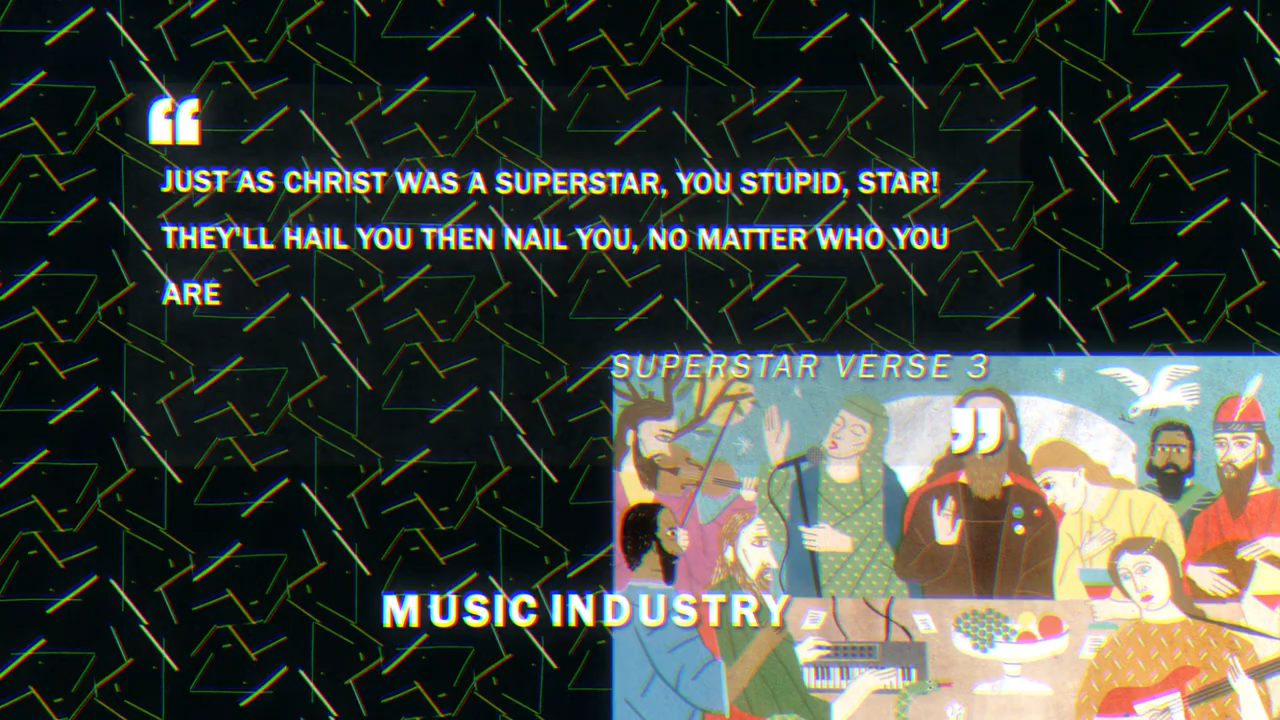 “
JUST AS CHRIST WAS A SUPERSTAR, YOU STUPID, STAR!
THEY'LL HAIL YOU THEN NAIL YOU, NO MATTER WHO YOU
ARE
SUPERSTAR VERSE 3
”
MUSIC INDUSTRY